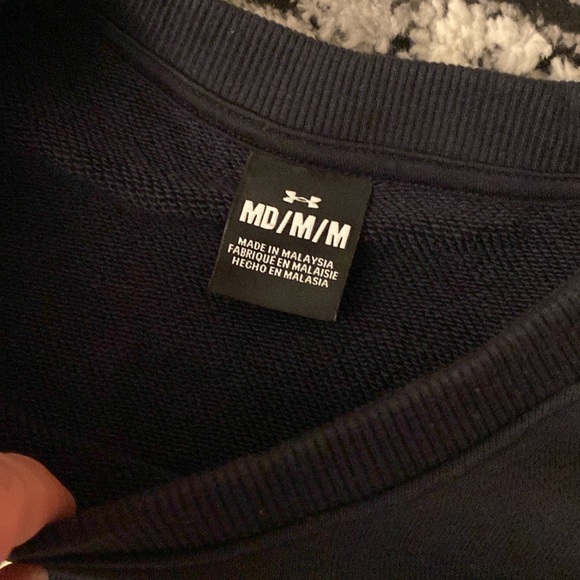 MD/M/M
MADE IN MALAYSIA
FABRIQUÉ EN MALAISIE
HECHO EN MALASIA